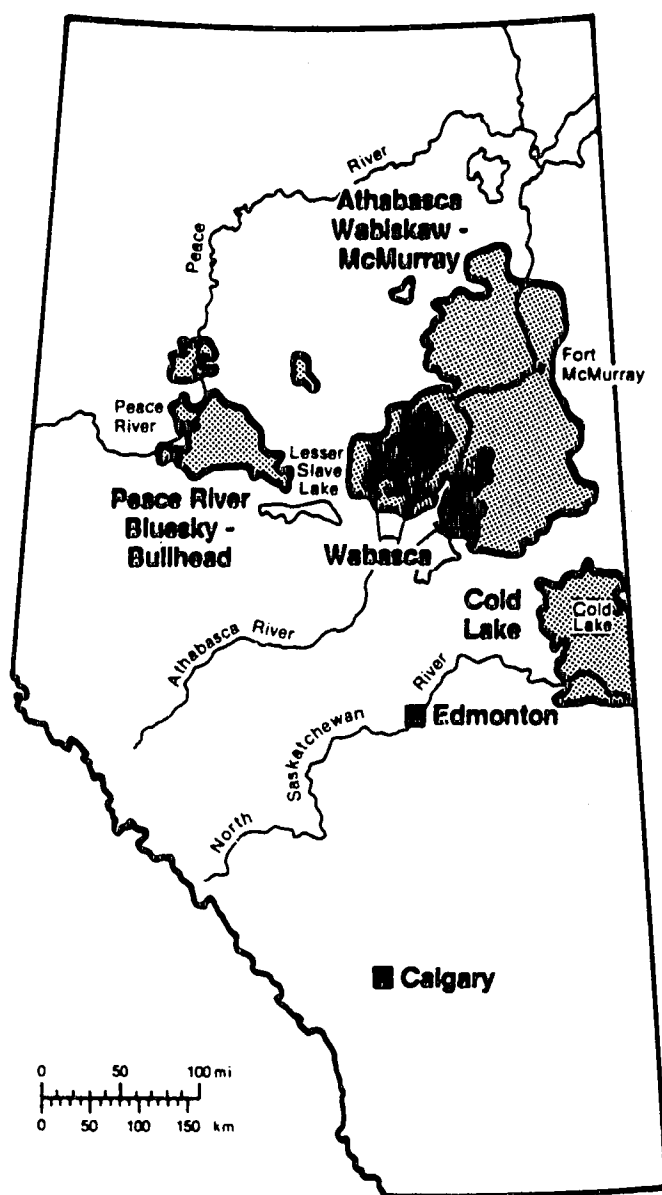 River
Athabasca
Wabiskaw -
McMurray
Peace
Fort
McMurray
Peace
River
Lesser
Slave
Lake
Peace River
Bluesky -
Bullhead
Wabasca
Cold
Lake
Cold
Lake
Athabasca River
River
Edmonton
Saskatchewan
North
Calgary
0 50 100 mi
0 50 100 150 km